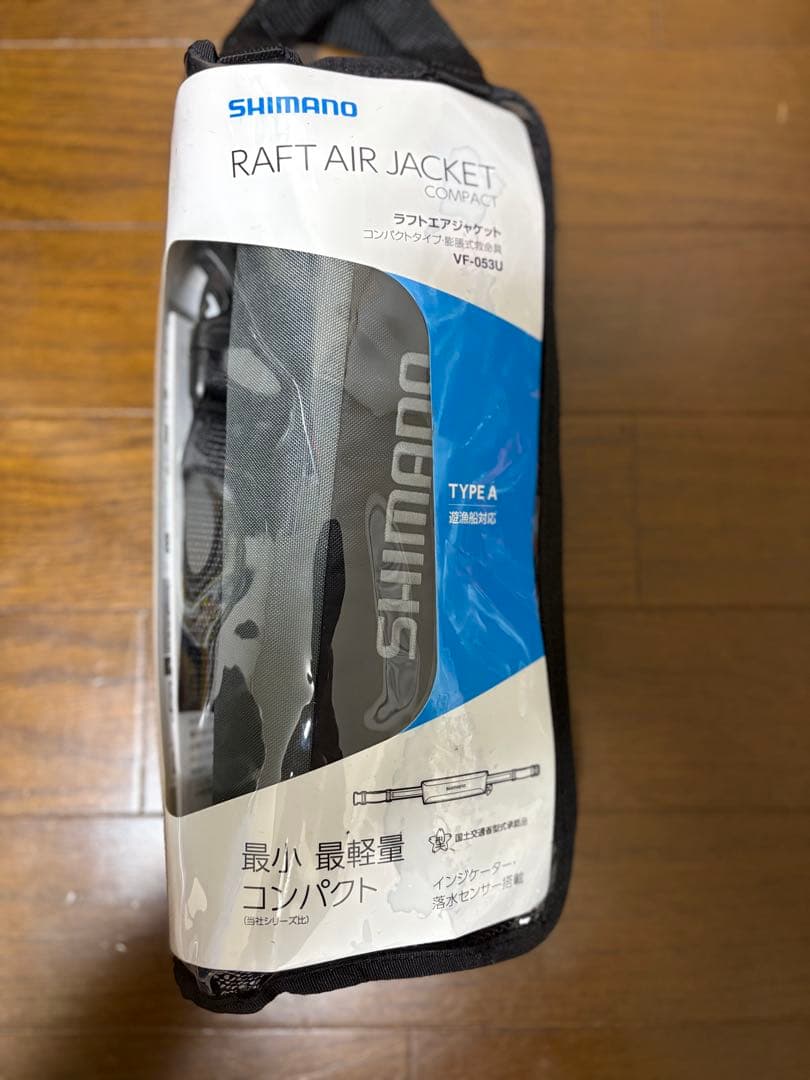 SHIMANO
RAFT AIR JACKET
COMPACT
ラフトエアジャケット
コンパクトタイプ・膨脹式救命具
VF-053U
SHIMANO
TYPE A
遊漁船対応
SHIMANO
型
国土交通省型式承認品
最小 最軽量
コンパクト
(当社シリーズ比)
インジケーター・
落水センサー搭載